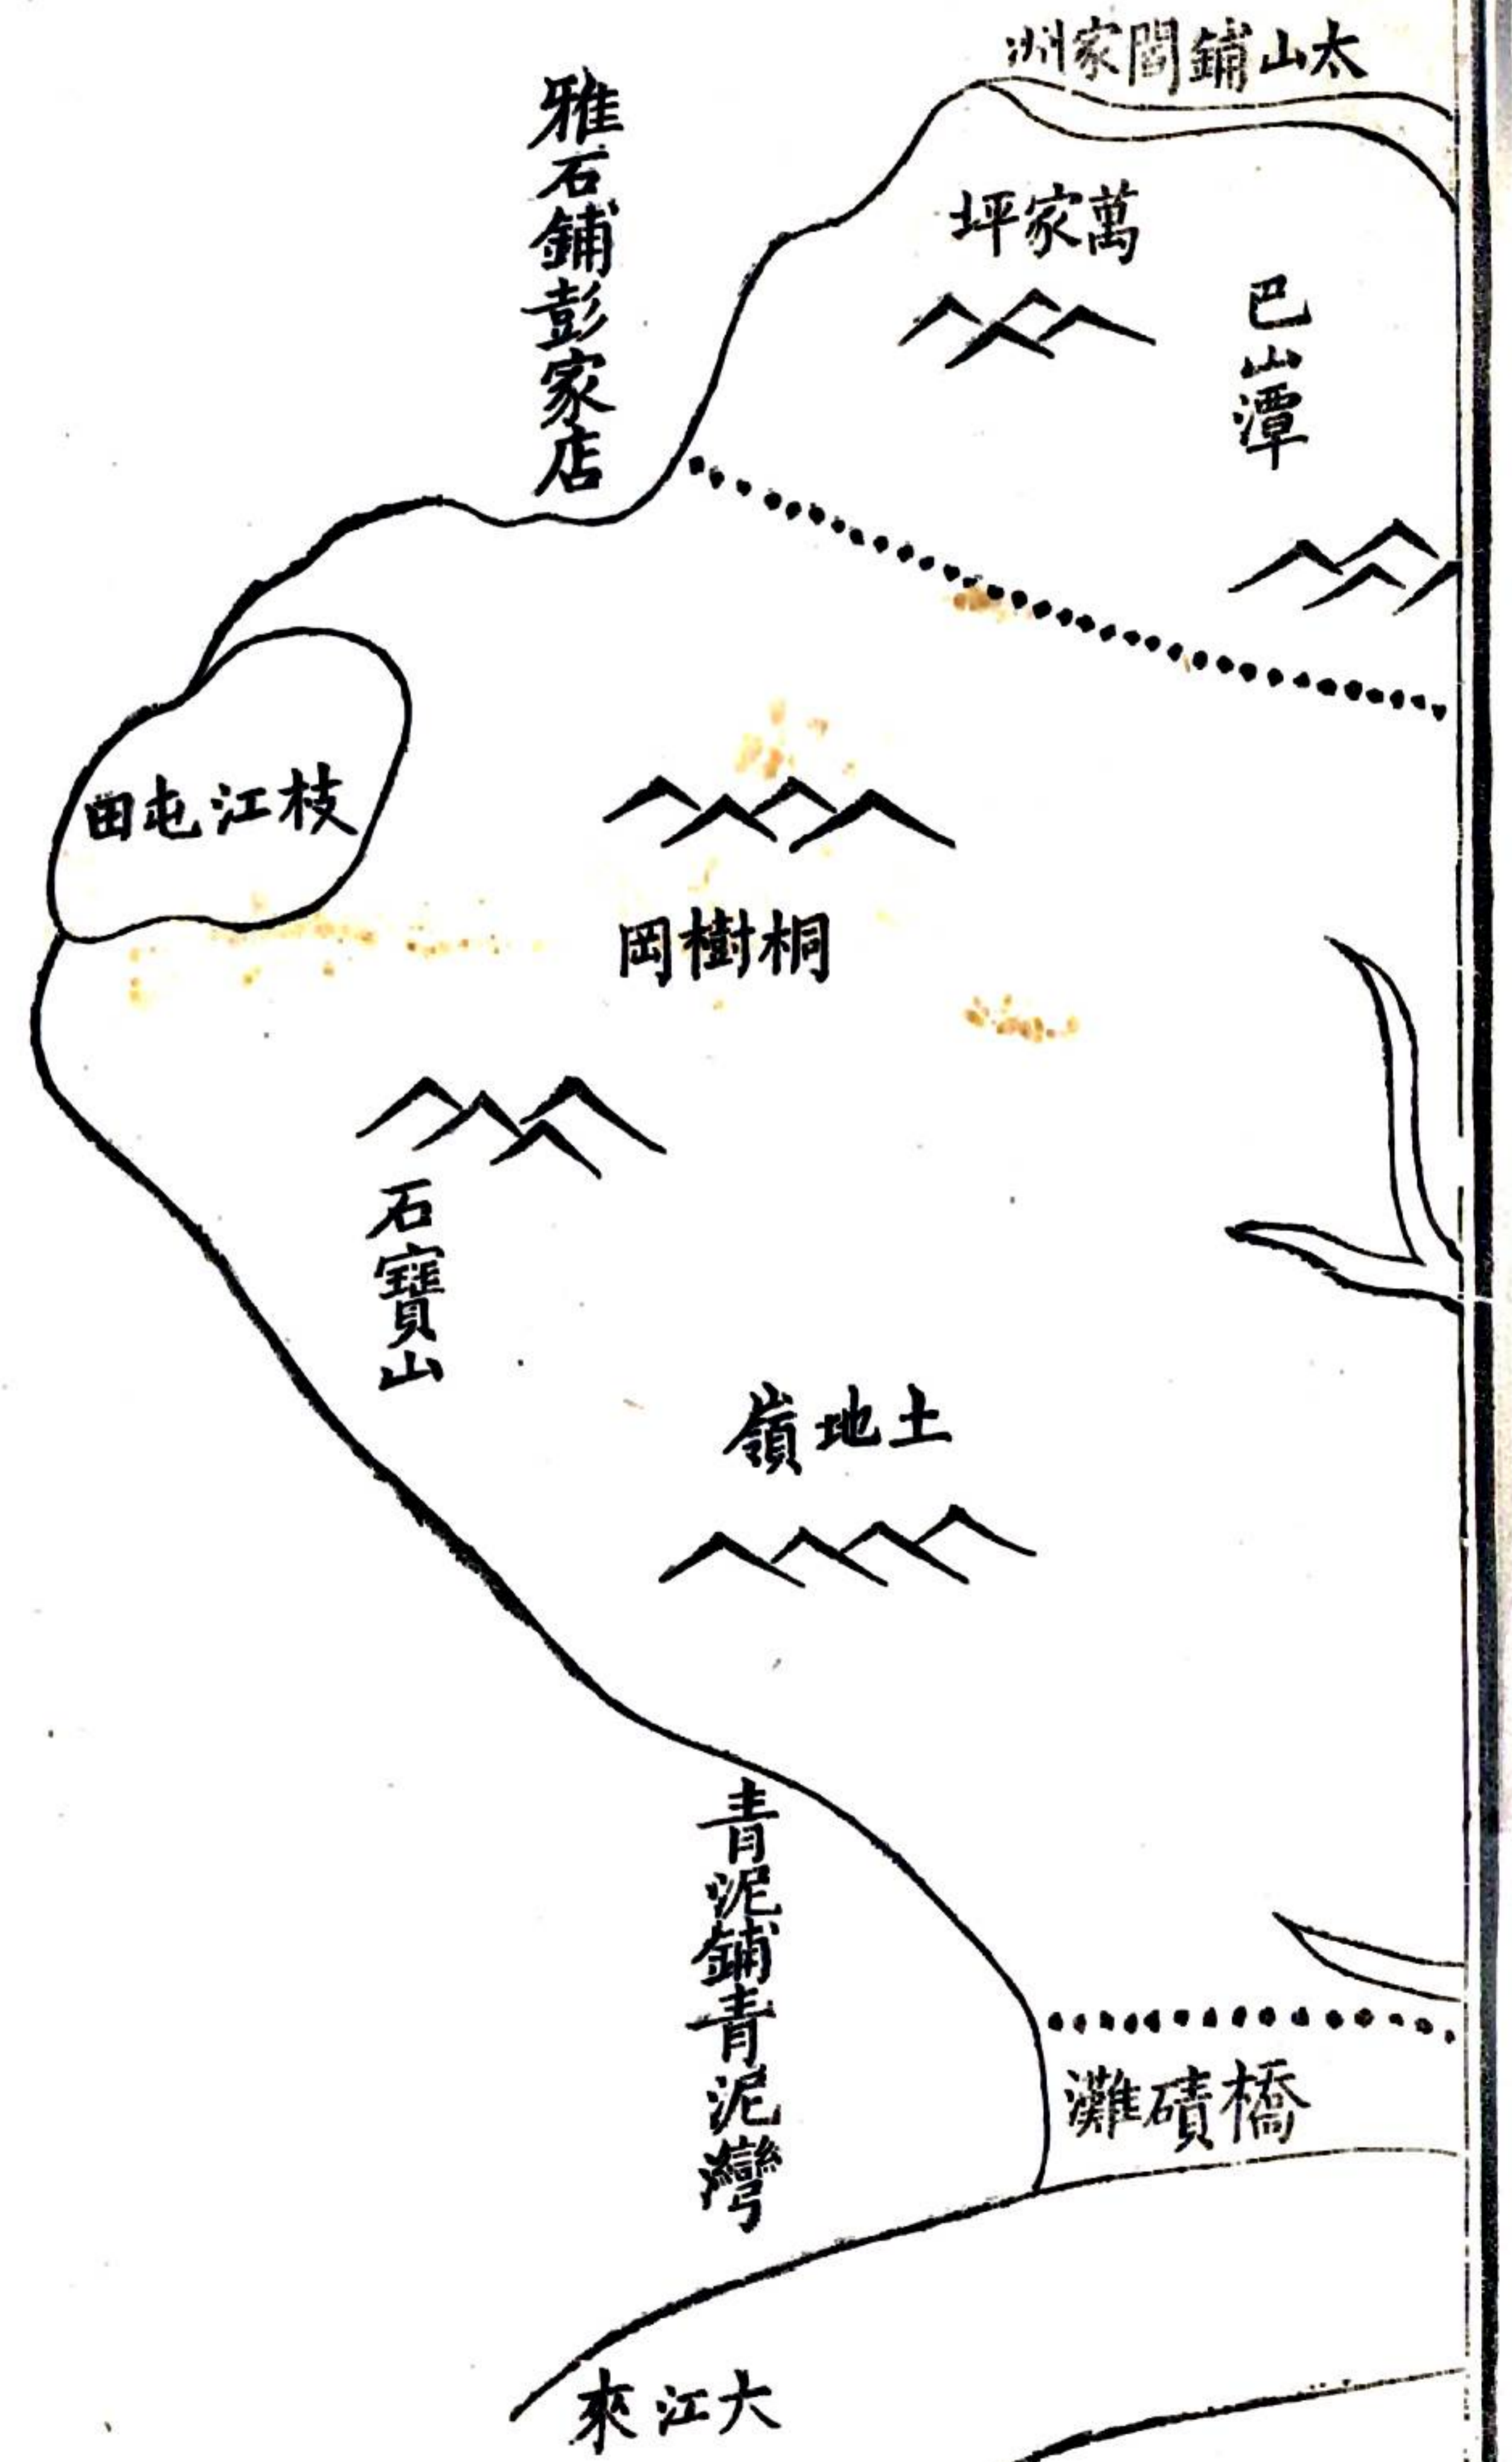 太山鋪閻家洲
萬家坪
巴山潭
雅石鋪彭家店
枝江屯田
桐樹岡
石寶山
土地嶺
青泥鋪青泥灣
橋磧灘
大江來